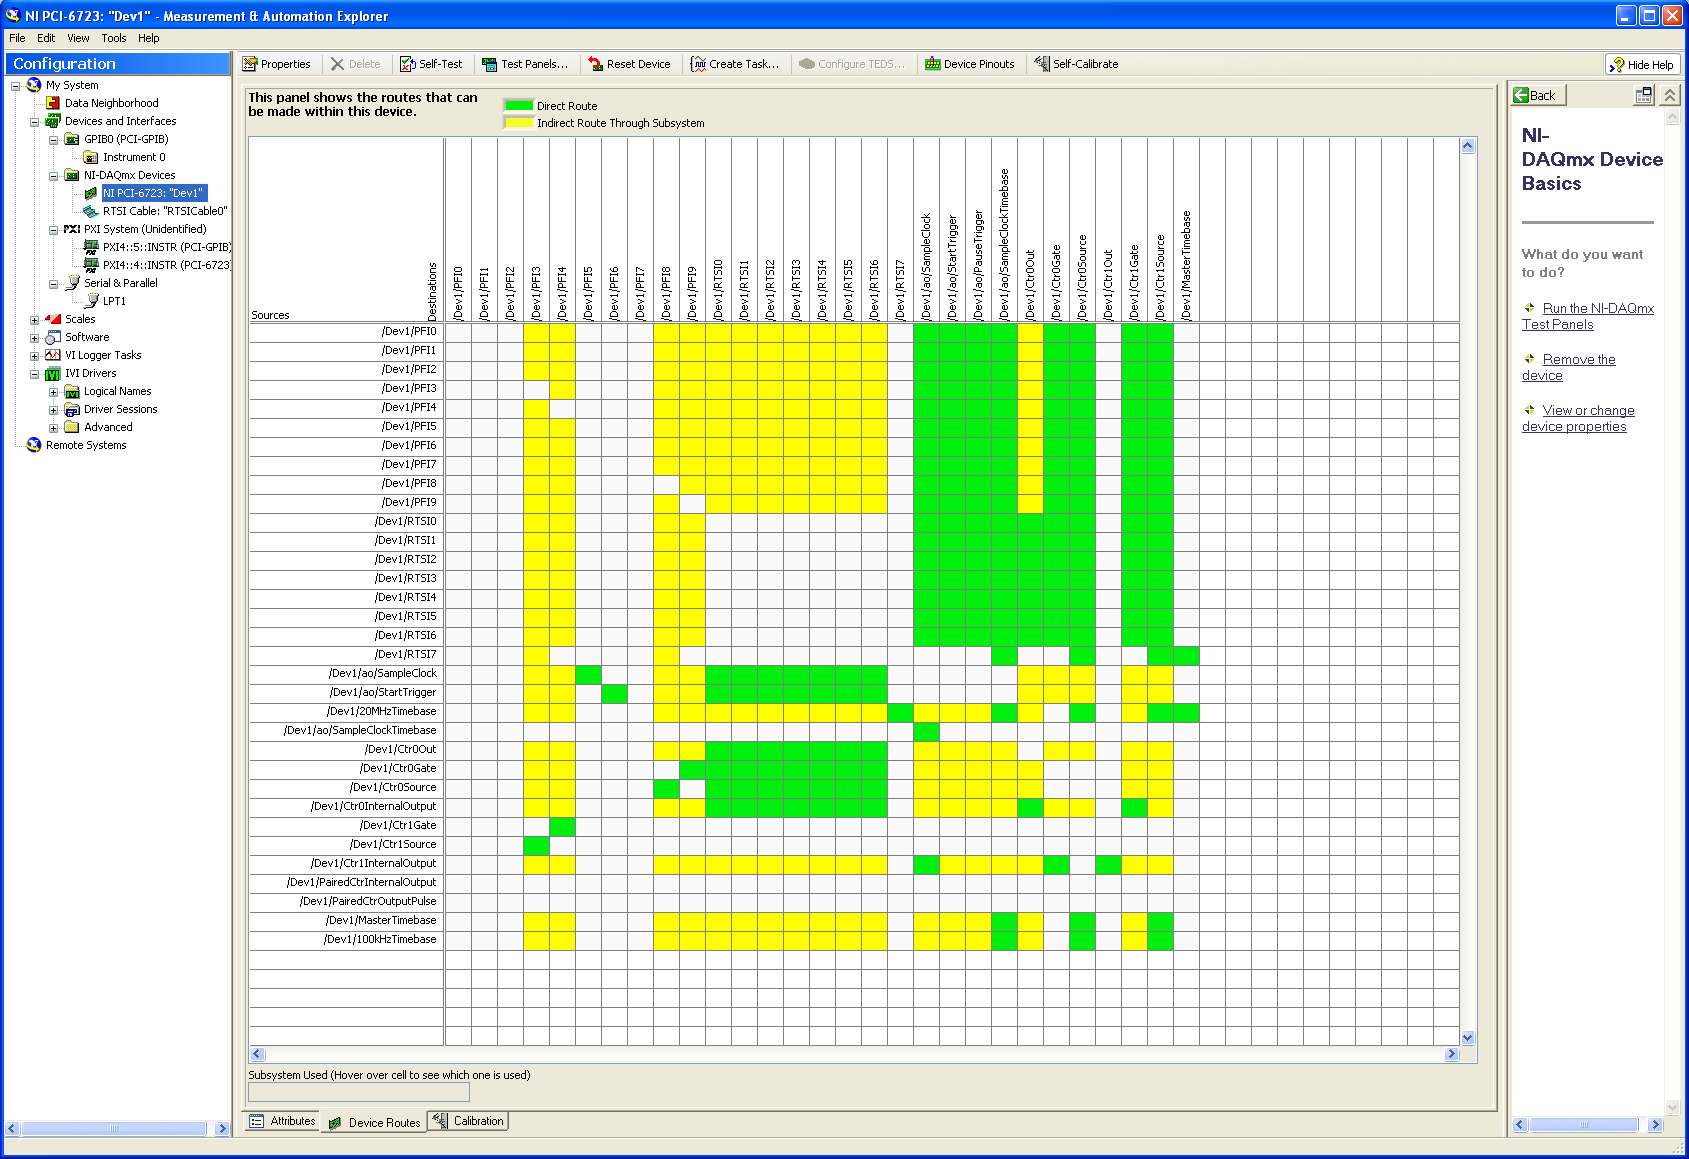 NI PCI-6723: "Dev1" - Measurement & Automation Explorer
File Edit View Tools Help
Configuration
My System
Data Neighborhood
Devices and Interfaces
GPIB0 (PCI-GPIB)
Instrument 0
NI-DAQmx Devices
NI PCI-6723: "Dev1"
RTSI Cable: "RTSICable0"
PXI PXI System (Unidentified)
PXI4::5::INSTR (PCI-GPIB)
PXI4::4::INSTR (PCI-6723
Serial & Parallel
LPT1
Scales
Software
VI Logger Tasks
IVI Drivers
Logical Names
Driver Sessions
Advanced
Remote Systems
Properties Delete Self-Test Test Panels... Reset Device Create Task... Configure TEDS... Device Pinouts Self-Calibrate
Hide Help
This panel shows the routes that can
be made within this device.
Direct Route
Indirect Route Through Subsystem
Sources
Destinations
/Dev1/PFI0
/Dev1/PFI1
/Dev1/PFI2
/Dev1/PFI3
/Dev1/PFI4
/Dev1/PFI5
/Dev1/PFI6
/Dev1/PFI7
/Dev1/PFI8
/Dev1/PFI9
/Dev1/RTSI0
/Dev1/RTSI1
/Dev1/RTSI2
/Dev1/RTSI3
/Dev1/RTSI4
/Dev1/RTSI5
/Dev1/RTSI6
/Dev1/RTSI7
/Dev1/ao/SampleClock
/Dev1/ao/StartTrigger
/Dev1/ao/PauseTrigger
/Dev1/ao/SampleClockTimebase
/Dev1/Ctr0Out
/Dev1/Ctr0Gate
/Dev1/Ctr0Source
/Dev1/Ctr1Out
/Dev1/Ctr1Gate
/Dev1/Ctr1Source
/Dev1/MasterTimebase
/Dev1/PFI0
/Dev1/PFI1
/Dev1/PFI2
/Dev1/PFI3
/Dev1/PFI4
/Dev1/PFI5
/Dev1/PFI6
/Dev1/PFI7
/Dev1/PFI8
/Dev1/PFI9
/Dev1/RTSI0
/Dev1/RTSI1
/Dev1/RTSI2
/Dev1/RTSI3
/Dev1/RTSI4
/Dev1/RTSI5
/Dev1/RTSI6
/Dev1/RTSI7
/Dev1/ao/SampleClock
/Dev1/ao/StartTrigger
/Dev1/20MHzTimebase
/Dev1/ao/SampleClockTimebase
/Dev1/Ctr0Out
/Dev1/Ctr0Gate
/Dev1/Ctr0Source
/Dev1/Ctr0InternalOutput
/Dev1/Ctr1Gate
/Dev1/Ctr1Source
/Dev1/Ctr1InternalOutput
/Dev1/PairedCtrInternalOutput
/Dev1/PairedCtrOutputPulse
/Dev1/MasterTimebase
/Dev1/100kHzTimebase
Subsystem Used (Hover over cell to see which one is used)
Attributes Device Routes Calibration
Back
NI-
DAQmx Device
Basics
What do you want
to do?
Run the NI-DAQmx
Test Panels
Remove the
device
View or change
device properties